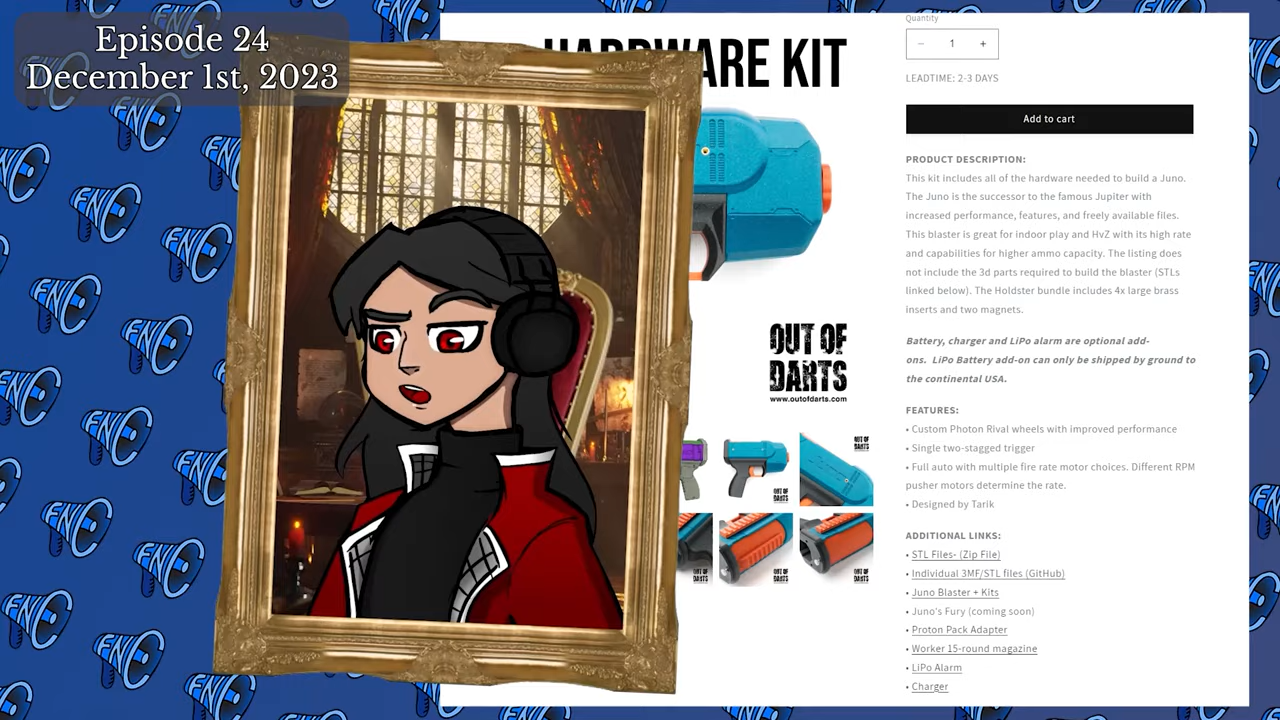 Episode 24
December 1st, 2023
HARDWARE KIT
OUT OF
DARTS
www.outofdarts.com
Quantity
− 1 +
LEADTIME: 2-3 DAYS
Add to cart
PRODUCT DESCRIPTION:
This kit includes all of the hardware needed to build a Juno.
The Juno is the successor to the famous Jupiter with
increased performance, features, and freely available files.
This blaster is great for indoor play and HvZ with its high rate
and capabilities for higher ammo capacity. The listing does
not include the 3d parts required to build the blaster (STLs
linked below). The Holdster bundle includes 4x large brass
inserts and two magnets.
Battery, charger and LiPo alarm are optional add-
ons.  LiPo Battery add-on can only be shipped by ground to
the continental USA.
FEATURES:
• Custom Photon Rival wheels with improved performance
• Single two-stagged trigger
• Full auto with multiple fire rate motor choices. Different RPM
pusher motors determine the rate.
• Designed by Tarik
ADDITIONAL LINKS:
• STL Files- (Zip File)
• Individual 3MF/STL files (GitHub)
• Juno Blaster + Kits
• Juno's Fury (coming soon)
• Proton Pack Adapter
• Worker 15-round magazine
• LiPo Alarm
• Charger
FNC